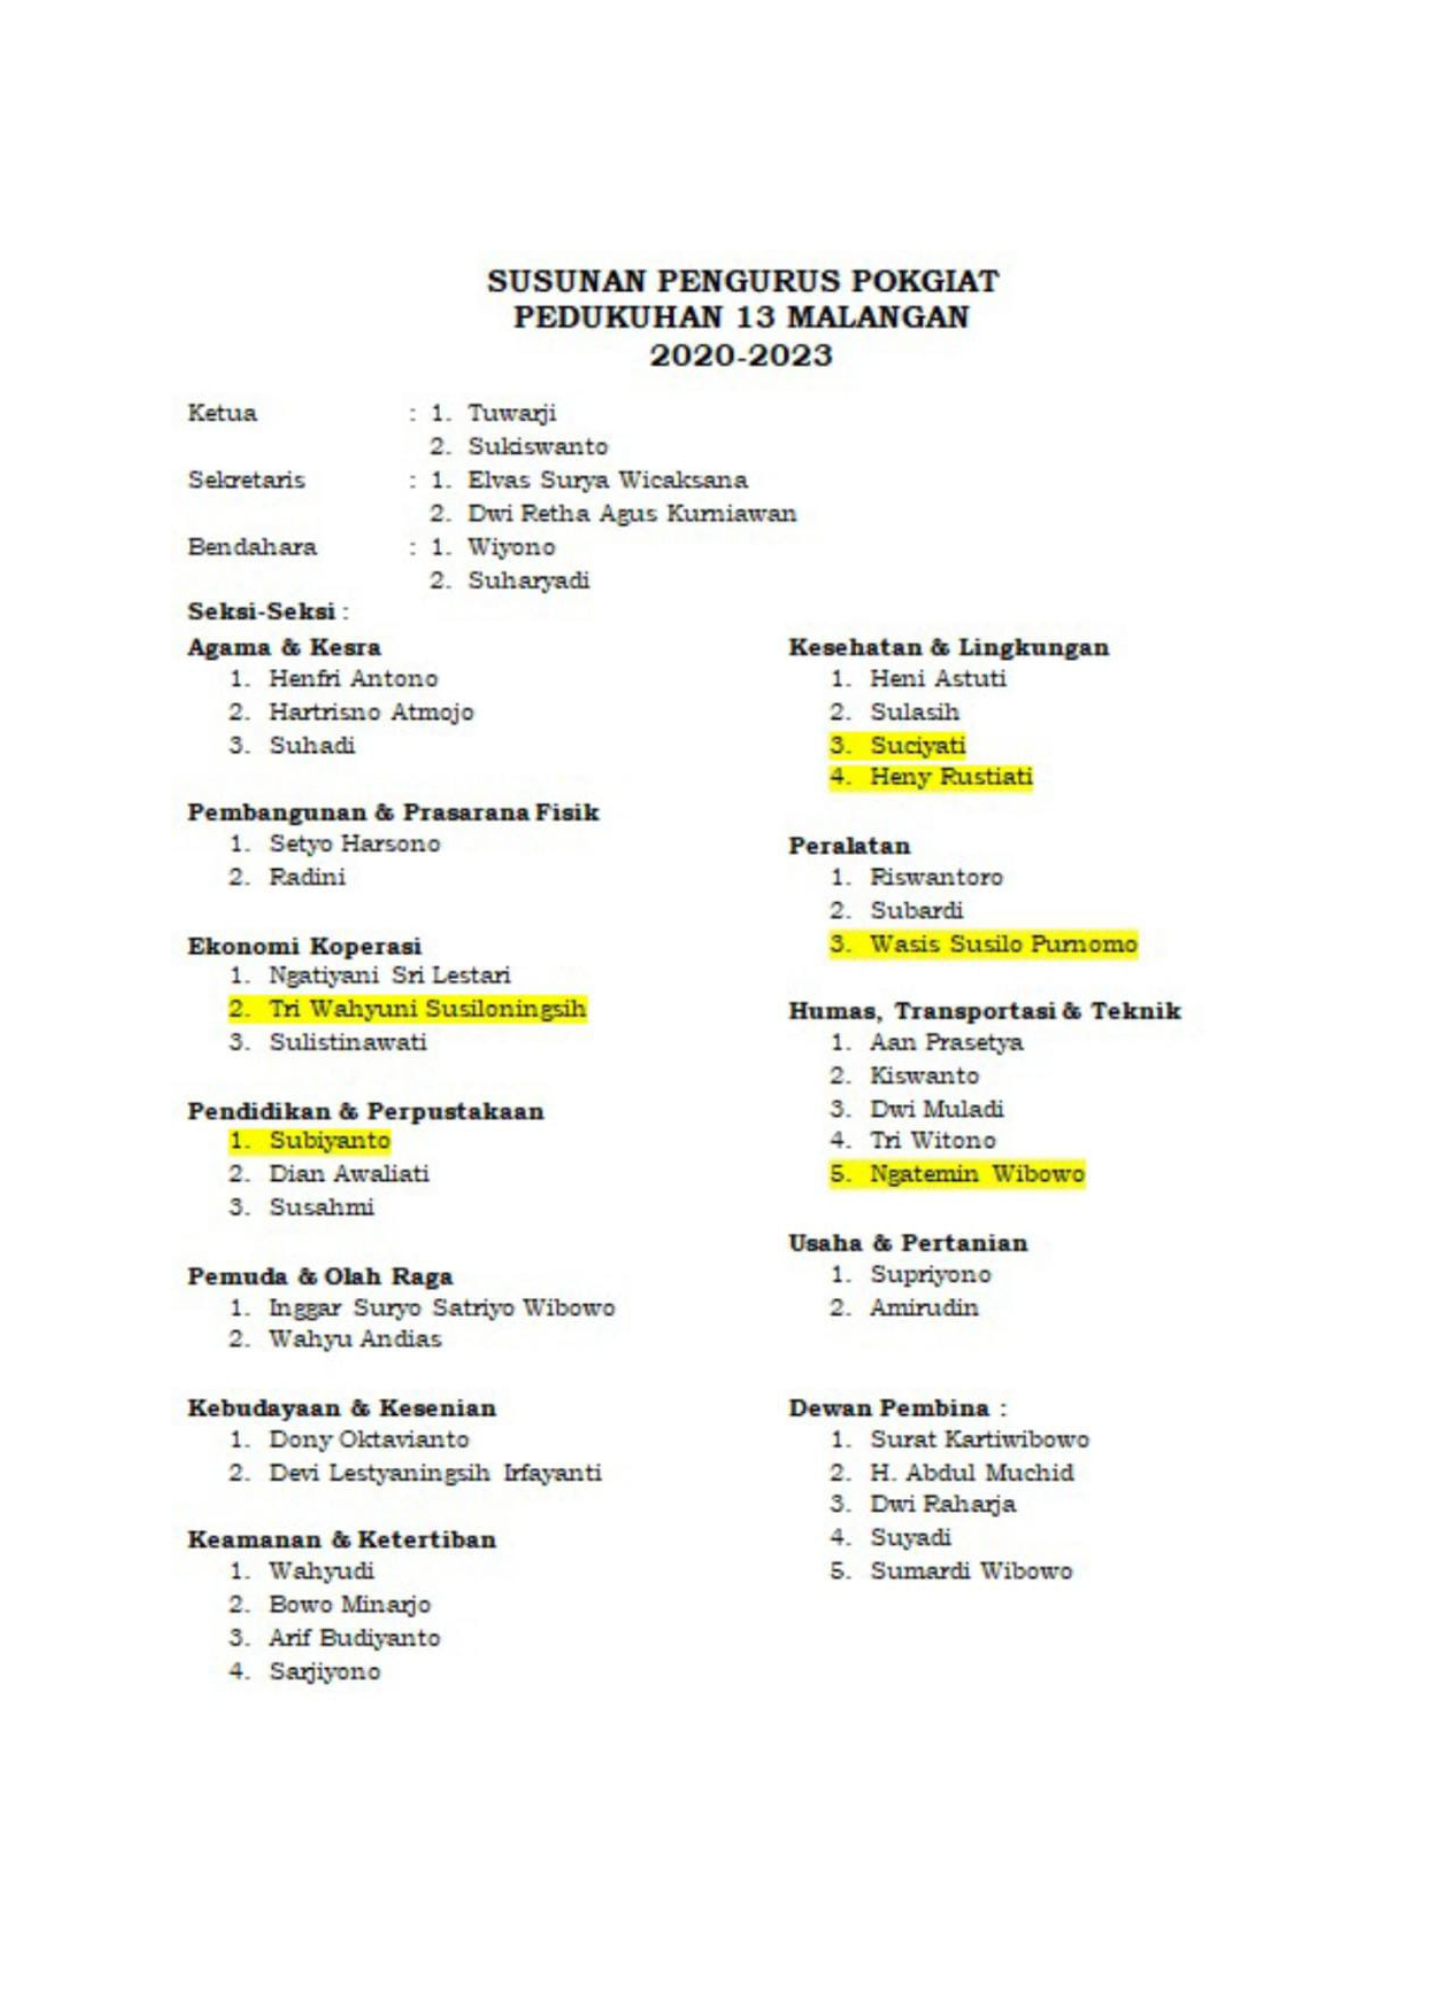 SUSUNAN PENGURUS POKGIAT
PEDUKUHAN 13 MALANGAN
2020-2023
Ketua : 1. Tuwarji
2. Sukiswanto
Sekretaris : 1. Elvas Surya Wicaksana
2. Dwi Retha Agus Kurniawan
Bendahara : 1. Wiyono
2. Suharyadi
Seksi-Seksi :
Agama & Kesra
1. Henfri Antono
2. Hartrisno Atmojo
3. Suhadi
Pembangunan & Prasarana Fisik
1. Setyo Harsono
2. Radini
Ekonomi Koperasi
1. Ngatiyani Sri Lestari
2. Tri Wahyuni Susiloningsih
3. Sulistinawati
Pendidikan & Perpustakaan
1. Subiyanto
2. Dian Awaliati
3. Susahmi
Pemuda & Olah Raga
1. Inggar Suryo Satriyo Wibowo
2. Wahyu Andias
Kebudayaan & Kesenian
1. Dony Oktavianto
2. Devi Lestyaningsih Irfayanti
Keamanan & Ketertiban
1. Wahyudi
2. Bowo Minarjo
3. Arif Budiyanto
4. Sarjiyono
Kesehatan & Lingkungan
1. Heni Astuti
2. Sulasih
3. Suciyati
4. Heny Rustiati
Peralatan
1. Riswantoro
2. Subardi
3. Wasis Susilo Purnomo
Humas, Transportasi & Teknik
1. Aan Prasetya
2. Kiswanto
3. Dwi Muladi
4. Tri Witono
5. Ngatemin Wibowo
Usaha & Pertanian
1. Supriyono
2. Amirudin
Dewan Pembina :
1. Surat Kartiwibowo
2. H. Abdul Muchid
3. Dwi Raharja
4. Suyadi
5. Sumardi Wibowo